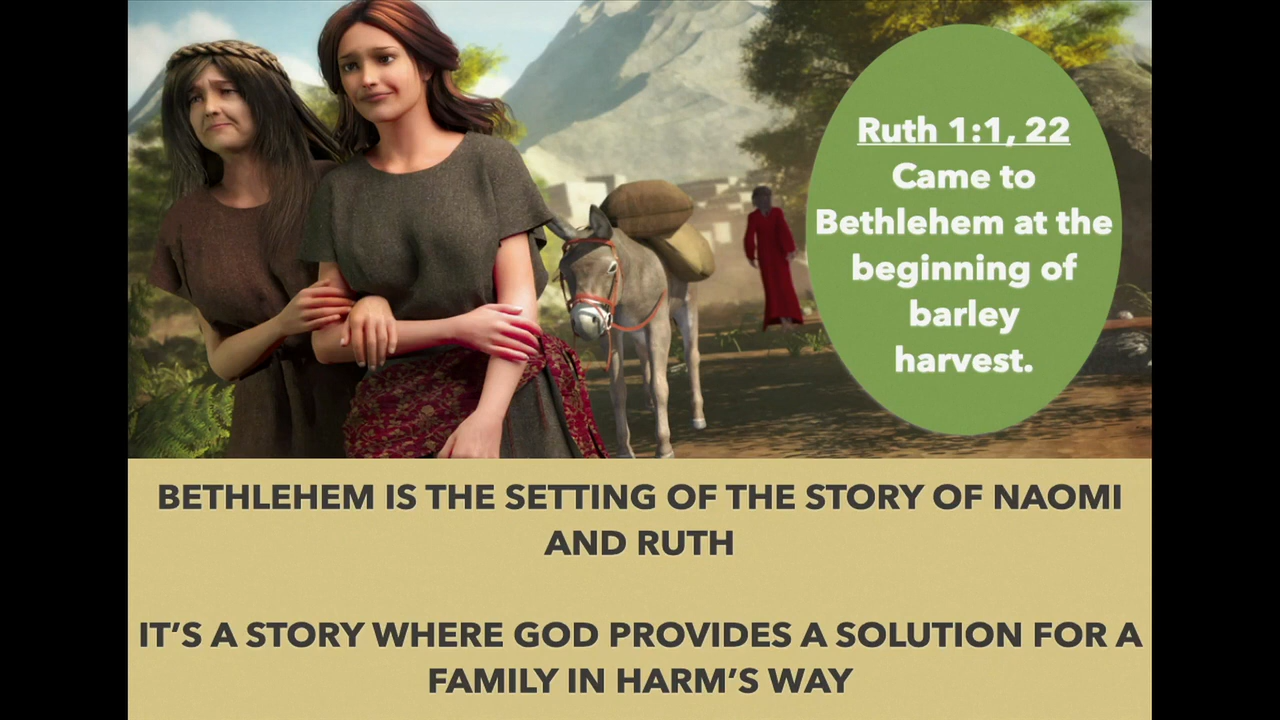 Ruth 1:1, 22
Came to
Bethlehem at the
beginning of
barley
harvest.
BETHLEHEM IS THE SETTING OF THE STORY OF NAOMI
AND RUTH
IT’S A STORY WHERE GOD PROVIDES A SOLUTION FOR A
FAMILY IN HARM’S WAY